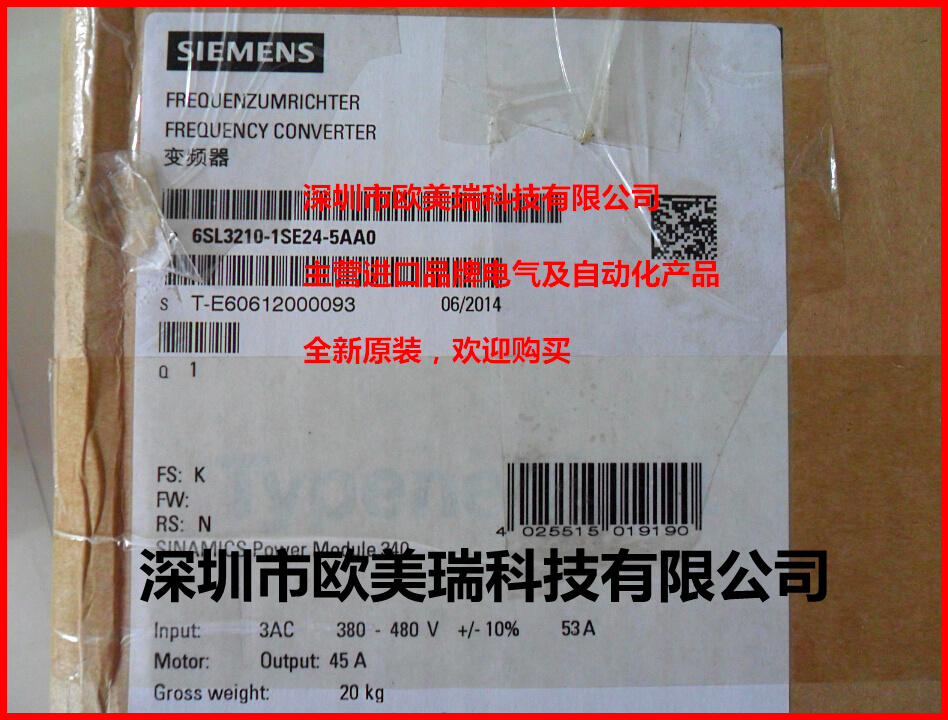 SIEMENS
FREQUENZUMRICHTER
FREQUENCY CONVERTER
变频器
深圳市欧美瑞科技有限公司
6SL3210-1SE24-5AA0
主营进口品牌电气及自动化产品
S T-E60612000093 06/2014
全新原装，欢迎购买
Q 1
FS: K
FW:
RS: N
4 025515 019190
SINAMICS Power Module 340
深圳市欧美瑞科技有限公司
Input: 3AC 380 - 480 V +/- 10% 53 A
Motor: Output: 45 A
Gross weight: 20 kg